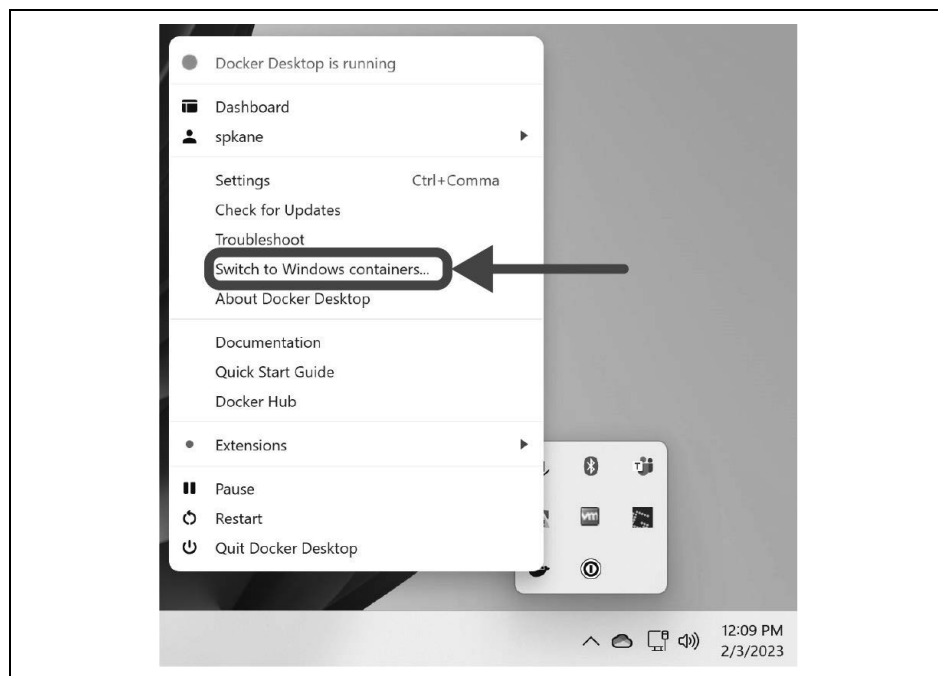 Docker Desktop is running
Dashboard
spkane
Settings Ctrl+Comma
Check for Updates
Troubleshoot
Switch to Windows containers...
About Docker Desktop
Documentation
Quick Start Guide
Docker Hub
Extensions
Pause
Restart
Quit Docker Desktop
vm
12:09 PM
2/3/2023